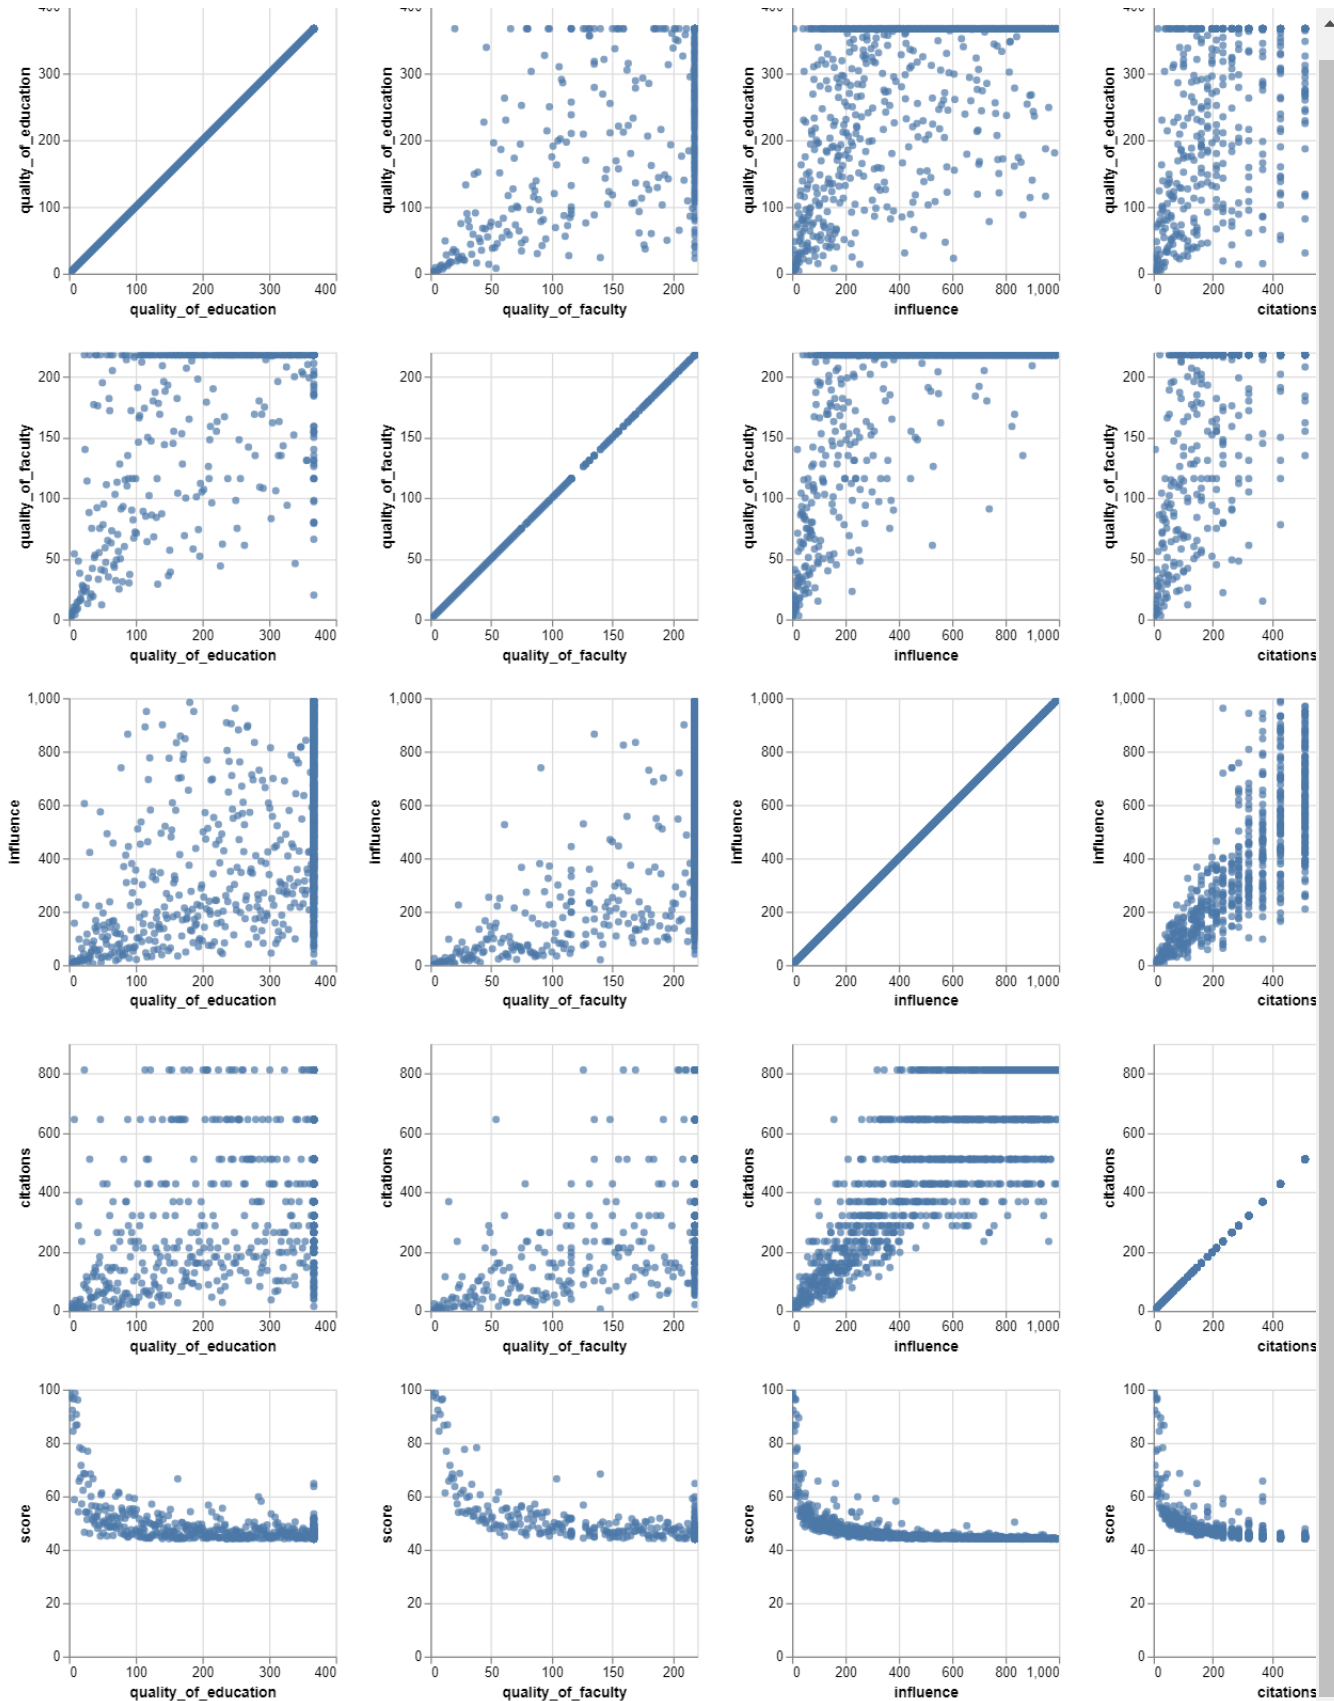 300 300 300 300
quality_of_education quality_of_education quality_of_education quality_of_education
200 200 200 200
100 100 100 100
0 0 0 0
0 100 200 300 400 0 50 100 150 200 0 200 400 600 800 1,000 0 200 400
quality_of_education quality_of_faculty influence citations
200 200 200 200
quality_of_faculty quality_of_faculty quality_of_faculty quality_of_faculty
150 150 150 150
100 100 100 100
50 50 50 50
0 0 0 0
0 100 200 300 400 0 50 100 150 200 0 200 400 600 800 1,000 0 200 400
quality_of_education quality_of_faculty influence citations
1,000 1,000 1,000 1,000
800 800 800 800
600 600 600 600
influence influence influence influence
400 400 400 400
200 200 200 200
0 0 0 0
0 100 200 300 400 0 50 100 150 200 0 200 400 600 800 1,000 0 200 400
quality_of_education quality_of_faculty influence citations
800 800 800 800
600 600 600 600
citations citations citations citations
400 400 400 400
200 200 200 200
0 0 0 0
0 100 200 300 400 0 50 100 150 200 0 200 400 600 800 1,000 0 200 400
quality_of_education quality_of_faculty influence citations
100 100 100 100
80 80 80 80
60 60 60 60
score score score score
40 40 40 40
20 20 20 20
0 0 0 0
0 100 200 300 400 0 50 100 150 200 0 200 400 600 800 1,000 0 200 400
quality_of_education quality_of_faculty influence citations